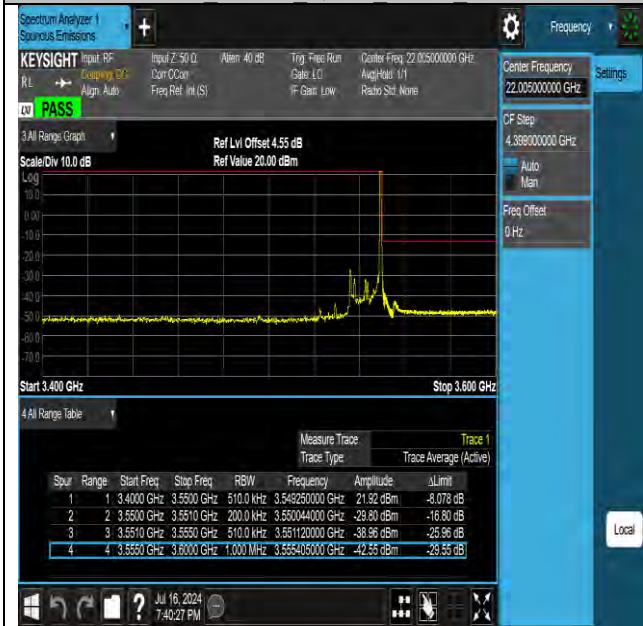 Spectrum Analyzer 1
Spurious Emissions
+
Frequency
KEYSIGHT Input: RF Input Z: 50 Ω Atten: 40 dB Trig: Free Run Center Freq: 22.005000000 GHz
RL Coupling: DC Corr CCorr Gate: LO Avg|Hold: 1/1
Align: Auto Freq Ref: Int (S) IF Gain: Low Radio Std: None
LXI PASS
Center Frequency
22.005000000 GHz
Settings
CF Step
4.399000000 GHz
Auto
Man
Freq Offset
0 Hz
3 All Range Graph
Ref Lvl Offset 4.55 dB
Scale/Div 10.0 dB Ref Value 20.00 dBm
Log
10.0
0.00
-10.0
-20.0
-30.0
-40.0
-50.0
-60.0
-70.0
Start 3.400 GHz Stop 3.600 GHz
4 All Range Table
Measure Trace Trace 1
Trace Type Trace Average (Active)
Spur Range Start Freq Stop Freq RBW Frequency Amplitude ΔLimit
1 1 3.4000 GHz 3.5500 GHz 510.0 kHz 3.549250000 GHz 21.92 dBm -8.078 dB
2 2 3.5500 GHz 3.5510 GHz 200.0 kHz 3.550044000 GHz -29.80 dBm -16.80 dB
3 3 3.5510 GHz 3.5550 GHz 510.0 kHz 3.551120000 GHz -38.96 dBm -25.96 dB
4 4 3.5550 GHz 3.6000 GHz 1.000 MHz 3.555405000 GHz -42.55 dBm -29.55 dB
Local
?
Jul 16, 2024
7:40:27 PM